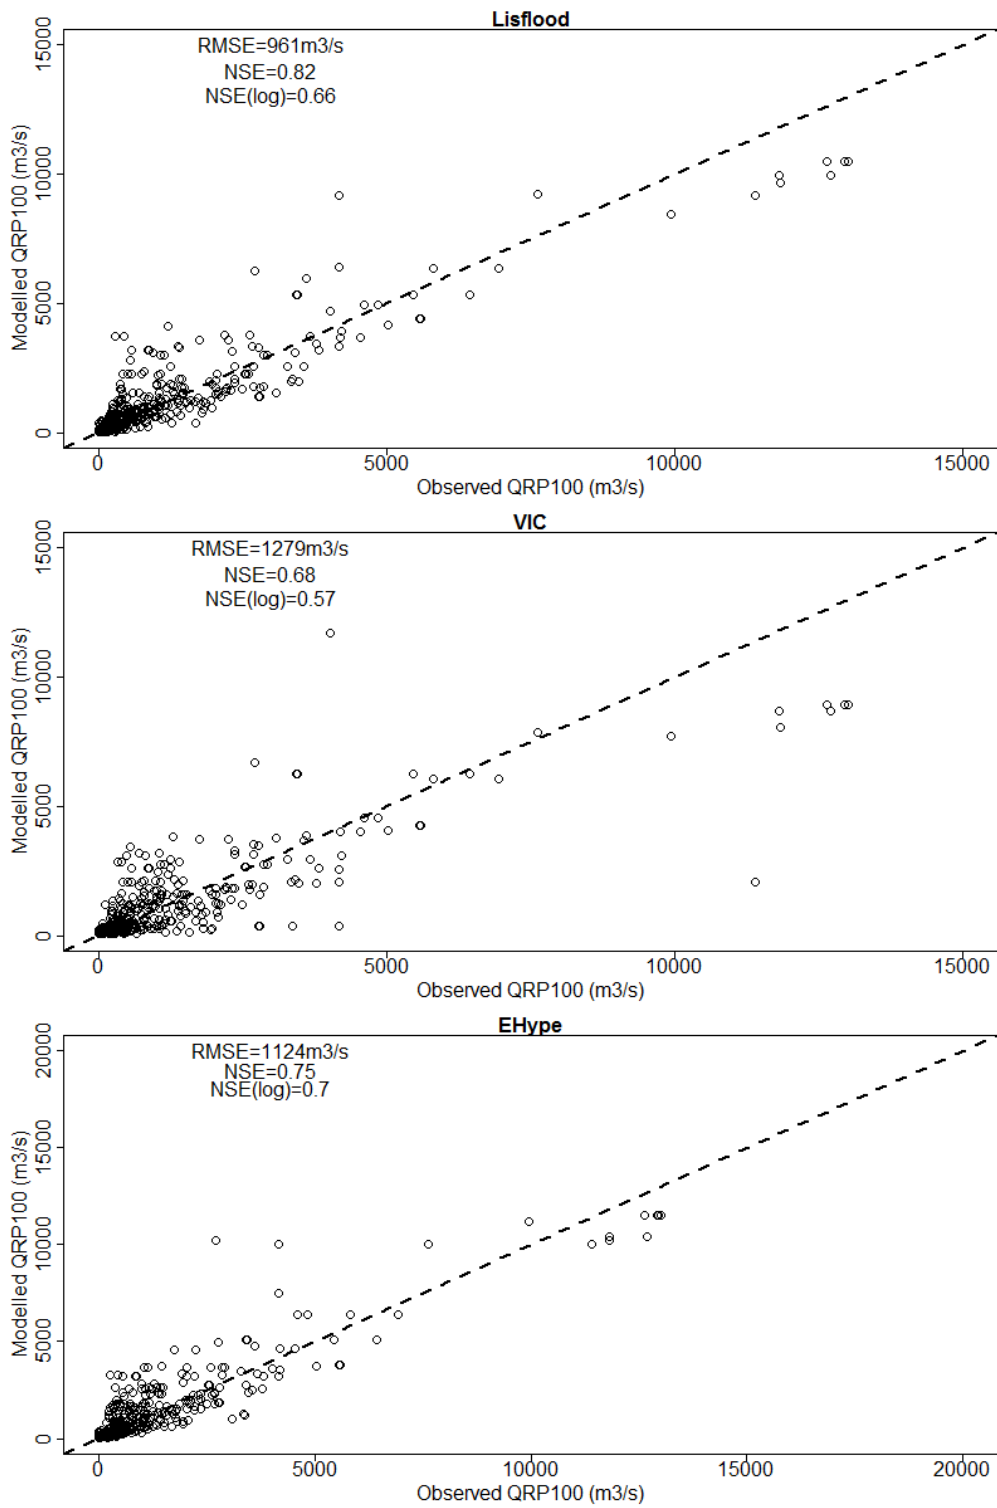 Lisflood
RMSE=961m3/s
NSE=0.82
NSE(log)=0.66
Modelled QRP100 (m3/s)
15000
10000
5000
0
0 5000 10000 15000
Observed QRP100 (m3/s)
VIC
RMSE=1279m3/s
NSE=0.68
NSE(log)=0.57
Modelled QRP100 (m3/s)
15000
10000
5000
0
0 5000 10000 15000
Observed QRP100 (m3/s)
EHype
RMSE=1124m3/s
NSE=0.75
NSE(log)=0.7
Modelled QRP100 (m3/s)
20000
15000
10000
5000
0
0 5000 10000 15000 20000
Observed QRP100 (m3/s)